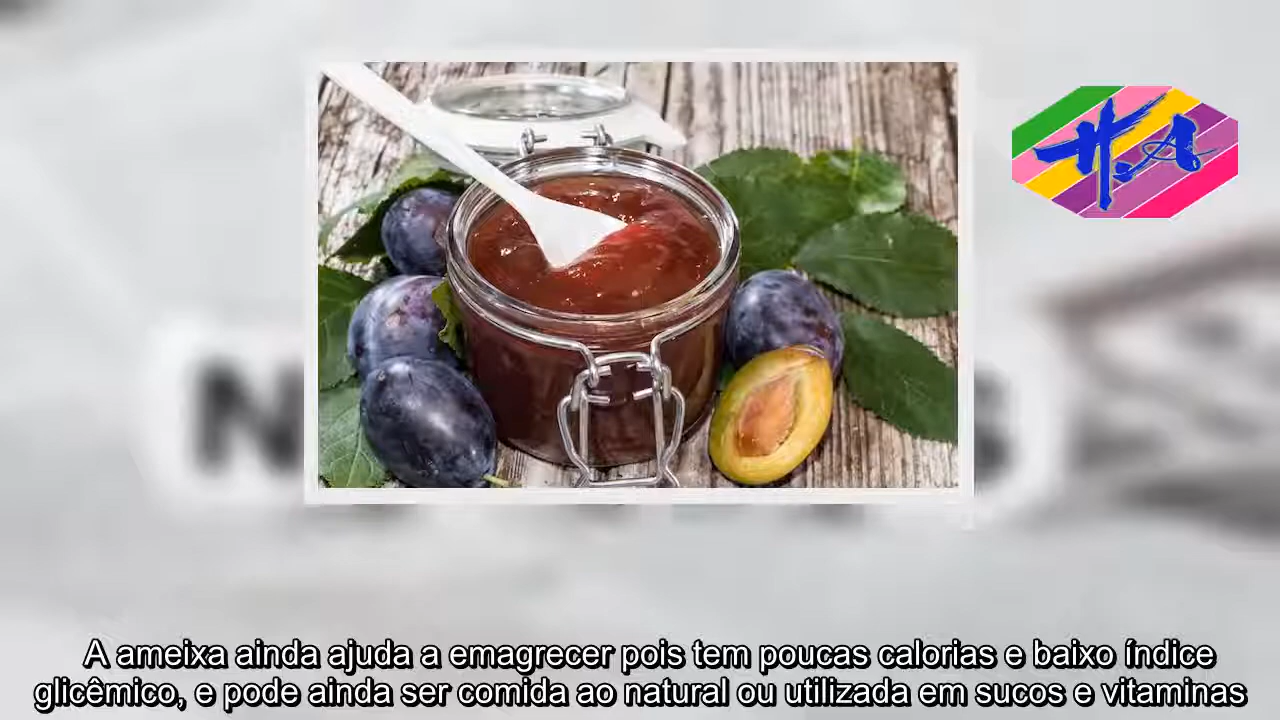 H.A
A ameixa ainda ajuda a emagrecer pois tem poucas calorias e baixo índice
glicêmico, e pode ainda ser comida ao natural ou utilizada em sucos e vitaminas